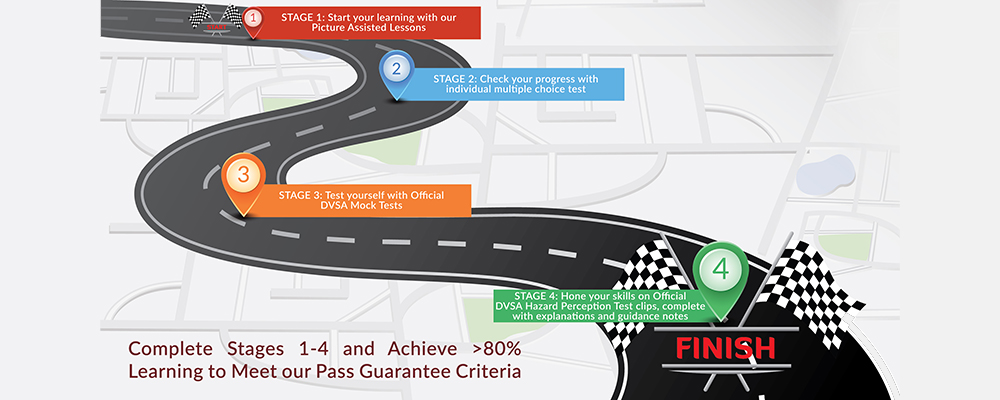 1
STAGE 1: Start your learning with our
Picture Assisted Lessons
2
STAGE 2: Check your progress with
individual multiple choice test
3
STAGE 3: Test yourself with Official
DVSA Mock Tests
4
STAGE 4: Hone your skills on Official
DVSA Hazard Perception Test clips, complete
with explanations and guidance notes
FINISH
Complete Stages 1-4 and Achieve >80%
Learning to Meet our Pass Guarantee Criteria